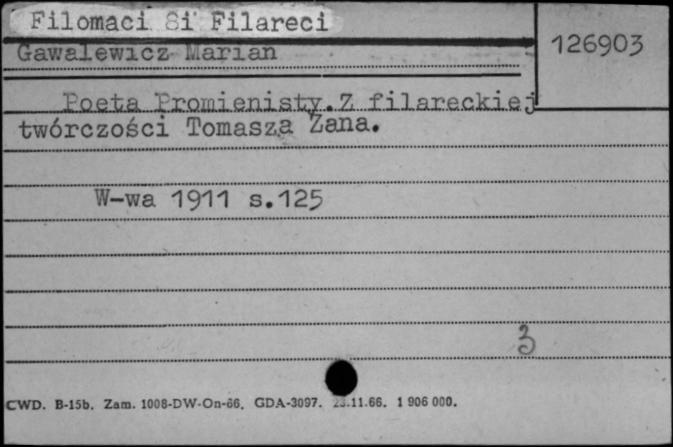 Filomaci 8i Filareci
126903
Gawalewicz Marian
Poeta Promienisty. Z filareckiej
twórczości Tomasza Zana.
W-wa 1911 s.125
3
CWD. B-15b. Zam. 1008-DW-On-66. GDA-3097. 23.11.66. 1 906 000.